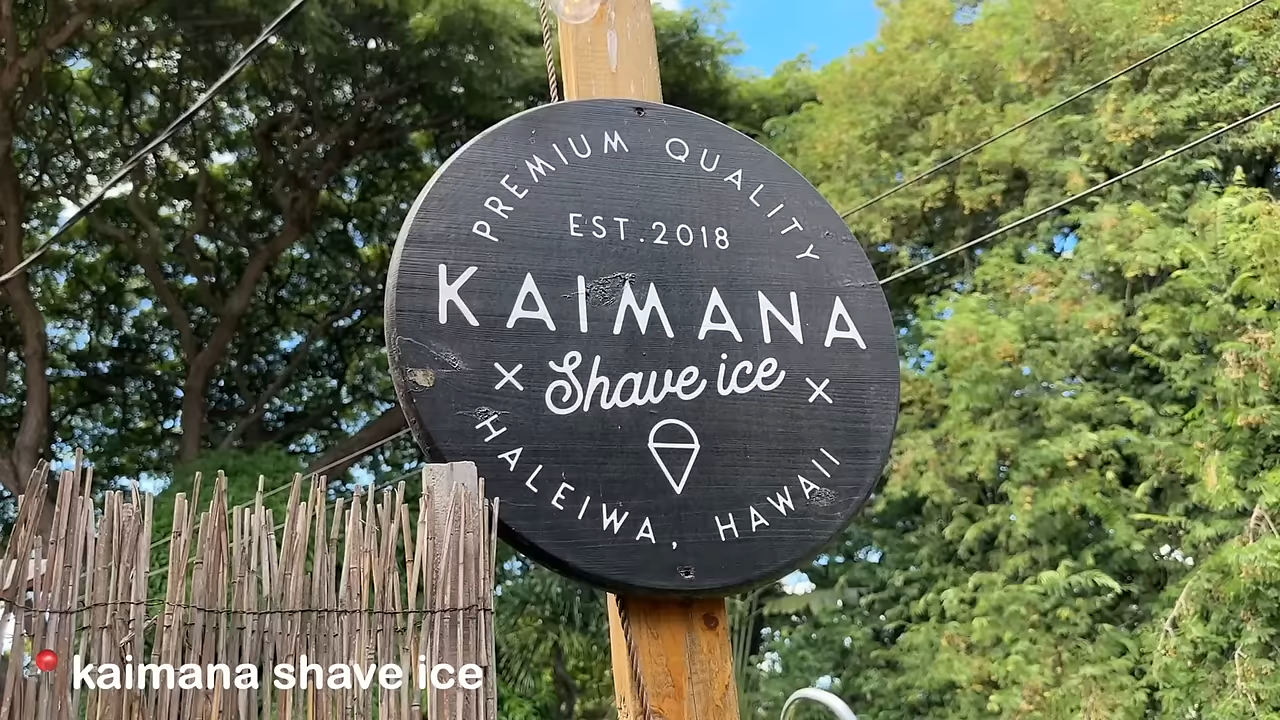 PREMIUM QUALITY
EST.2018
KAIMANA
× Shave ice ×
HALEIWA, HAWAII
kaimana shave ice